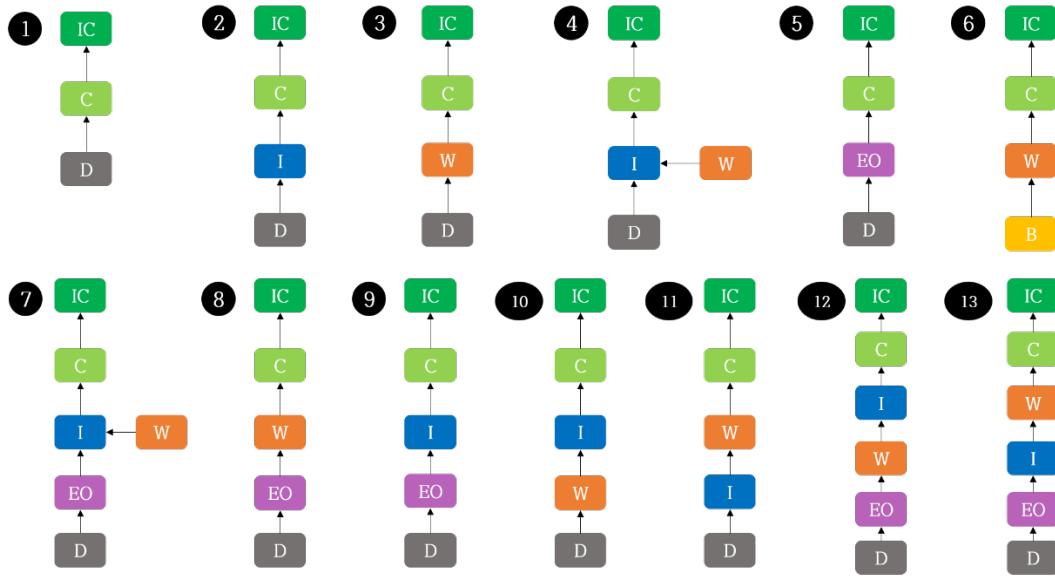 1 IC 2 IC 3 IC 4 IC 5 IC 6 IC
C C C C C C
D I W I W EO W
D D D D B
7 IC 8 IC 9 IC 10 IC 11 IC 12 IC 13 IC
C C C C C C C
I W W I I W I W
W I
EO EO EO W I EO EO
D D D D D D D